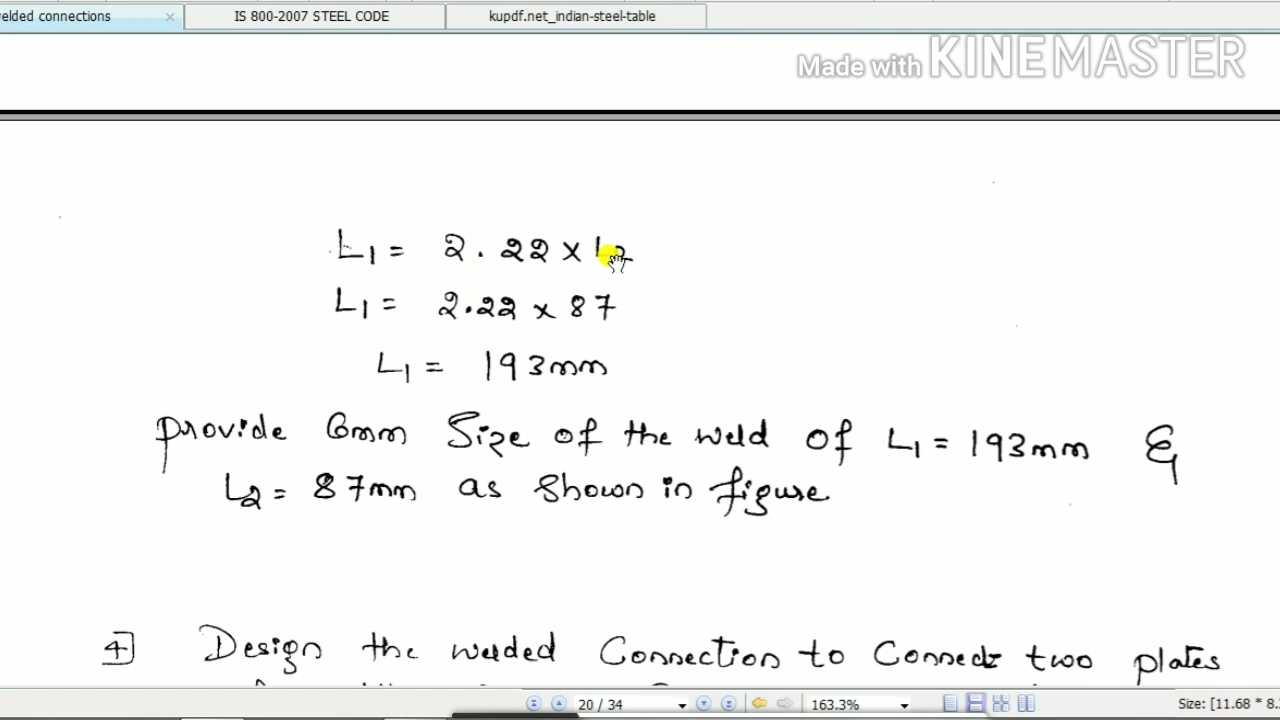 welded connections × IS 800-2007 STEEL CODE kupdf.net_indian-steel-table
Made with KINEMASTER
L1 = 2.22 × L2
L1 = 2.22 × 87
L1 = 193mm
provide 6mm Size of the weld of L1 = 193mm &
L2 = 87mm as shown in figure
4 Design the welded Connection to Connect two plates
20 / 34 163.3% Size: [11.68 × 8.